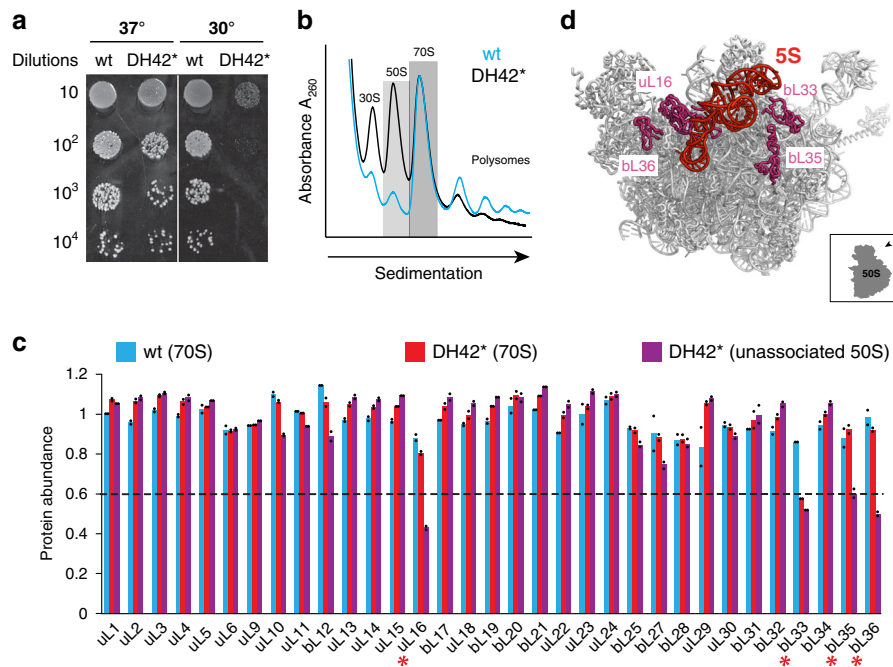 a
37° 30°
Dilutions wt DH42* wt DH42*
10
10²
10³
10⁴
b
wt
DH42*
30S
50S
70S
Polysomes
Absorbance A₂₆₀
Sedimentation
d
5S
uL16
bL33
bL36
bL35
50S
c
wt (70S) DH42* (70S) DH42* (unassociated 50S)
Protein abundance
1.2
1
0.8
0.6
0.4
0.2
0
uL1 uL2 uL3 uL4 uL5 uL6 uL9 uL10 uL11 bL12 uL13 uL14 uL15 uL16 bL17 uL18 bL19 bL20 bL21 uL22 uL23 uL24 bL25 bL27 bL28 uL29 uL30 bL31 bL32 bL33 bL34 bL35 bL36
* * * *